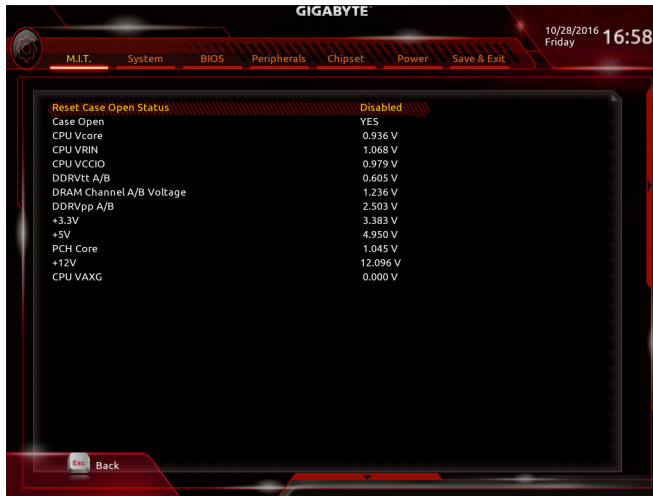 GIGABYTE
10/28/2016 16:58
Friday
M.I.T. System BIOS Peripherals Chipset Power Save & Exit
Reset Case Open Status Disabled
Case Open YES
CPU Vcore 0.936 V
CPU VRIN 1.068 V
CPU VCCIO 0.979 V
DDRVtt A/B 0.605 V
DRAM Channel A/B Voltage 1.236 V
DDRVpp A/B 2.503 V
+3.3V 3.383 V
+5V 4.950 V
PCH Core 1.045 V
+12V 12.096 V
CPU VAXG 0.000 V
Esc Back